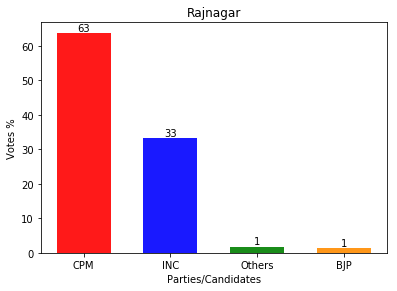 Rajnagar
63
33
1
1
Votes %
60
50
40
30
20
10
0
CPM
INC
Others
BJP
Parties/Candidates